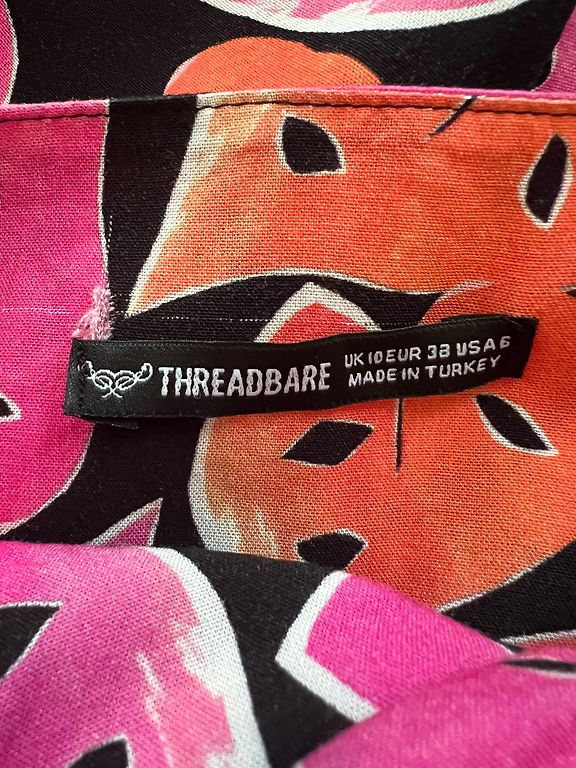 THREADBARE
UK 10 EUR 38 USA 6
MADE IN TURKEY